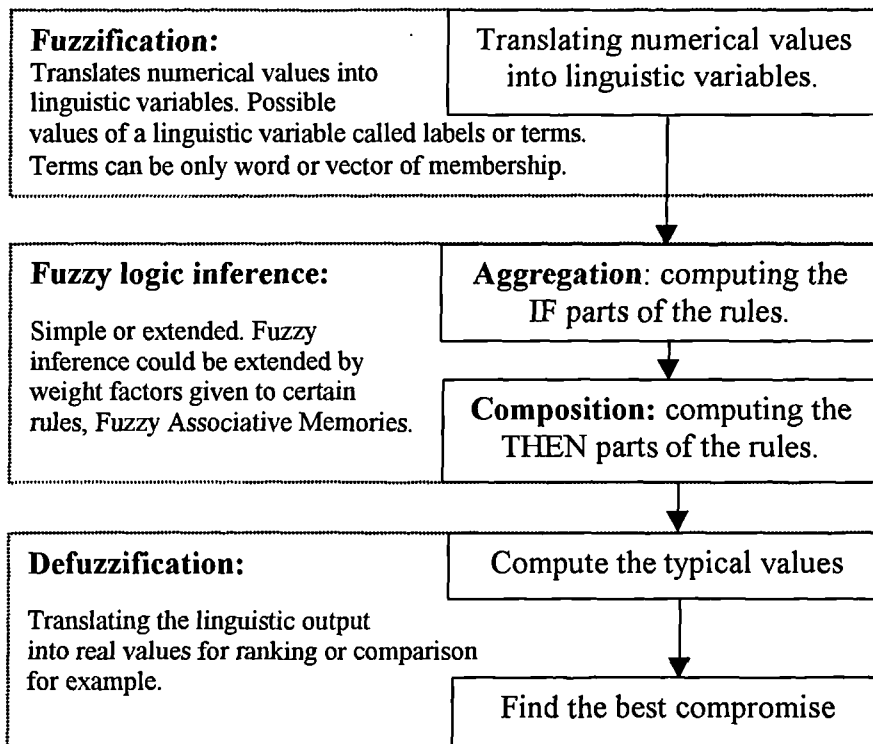 Fuzzification:
Translates numerical values into
linguistic variables. Possible
values of a linguistic variable called labels or terms.
Terms can be only word or vector of membership.
Translating numerical values
into linguistic variables.
Fuzzy logic inference:
Simple or extended. Fuzzy
inference could be extended by
weight factors given to certain
rules, Fuzzy Associative Memories.
Aggregation: computing the
IF parts of the rules.
Composition: computing the
THEN parts of the rules.
Defuzzification:
Translating the linguistic output
into real values for ranking or comparison
for example.
Compute the typical values
Find the best compromise